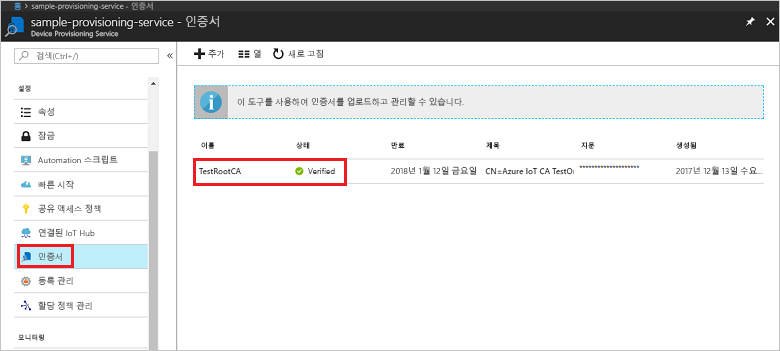 홈 > sample-provisioning-service - 인증서
sample-provisioning-service - 인증서
Device Provisioning Service
검색(Ctrl+/)
설정
속성
잠금
Automation 스크립트
빠른 시작
공유 액세스 정책
연결된 IoT Hub
인증서
등록 관리
할당 정책 관리
모니터링
추가 열 새로 고침
이 도구를 사용하여 인증서를 업로드하고 관리할 수 있습니다.
이름 상태 만료 제목 지문 생성됨
TestRootCA Verified 2018년 1월 12일 금요일 CN=Azure IoT CA TestOn ******************** 2017년 12월 13일 수요...